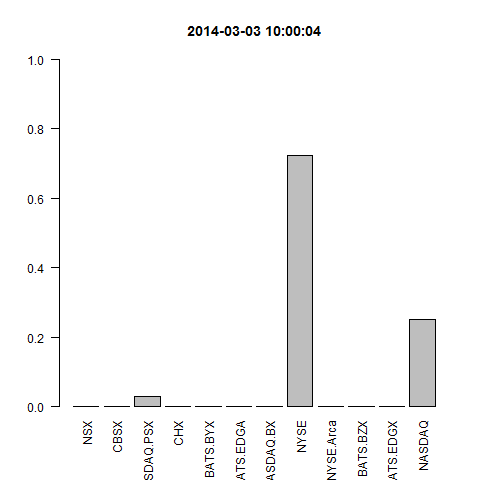 2014-03-03 10:00:04
1.0
0.8
0.6
0.4
0.2
0.0
NSX
CBSX
SDAQ.PSX
CHX
BATS.BYX
ATS.EDGA
ASDAQ.BX
NYSE
NYSE.Arca
BATS.BZX
ATS.EDGX
NASDAQ